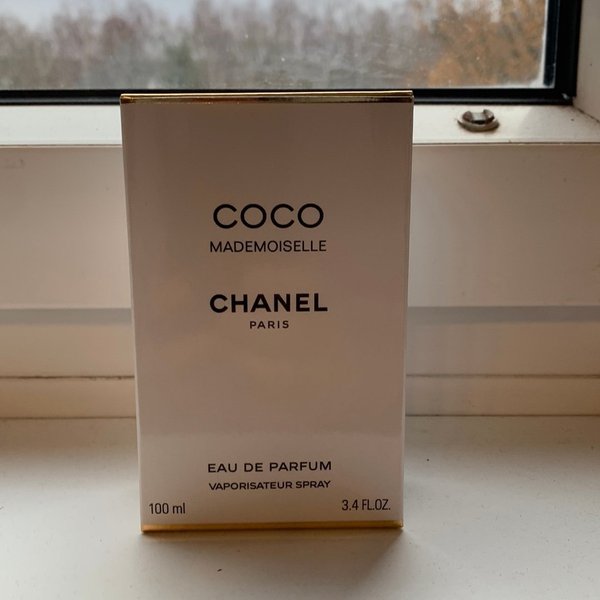 COCO
MADEMOISELLE
CHANEL
PARIS
EAU DE PARFUM
VAPORISATEUR SPRAY
100 ml 3.4 FL.OZ.